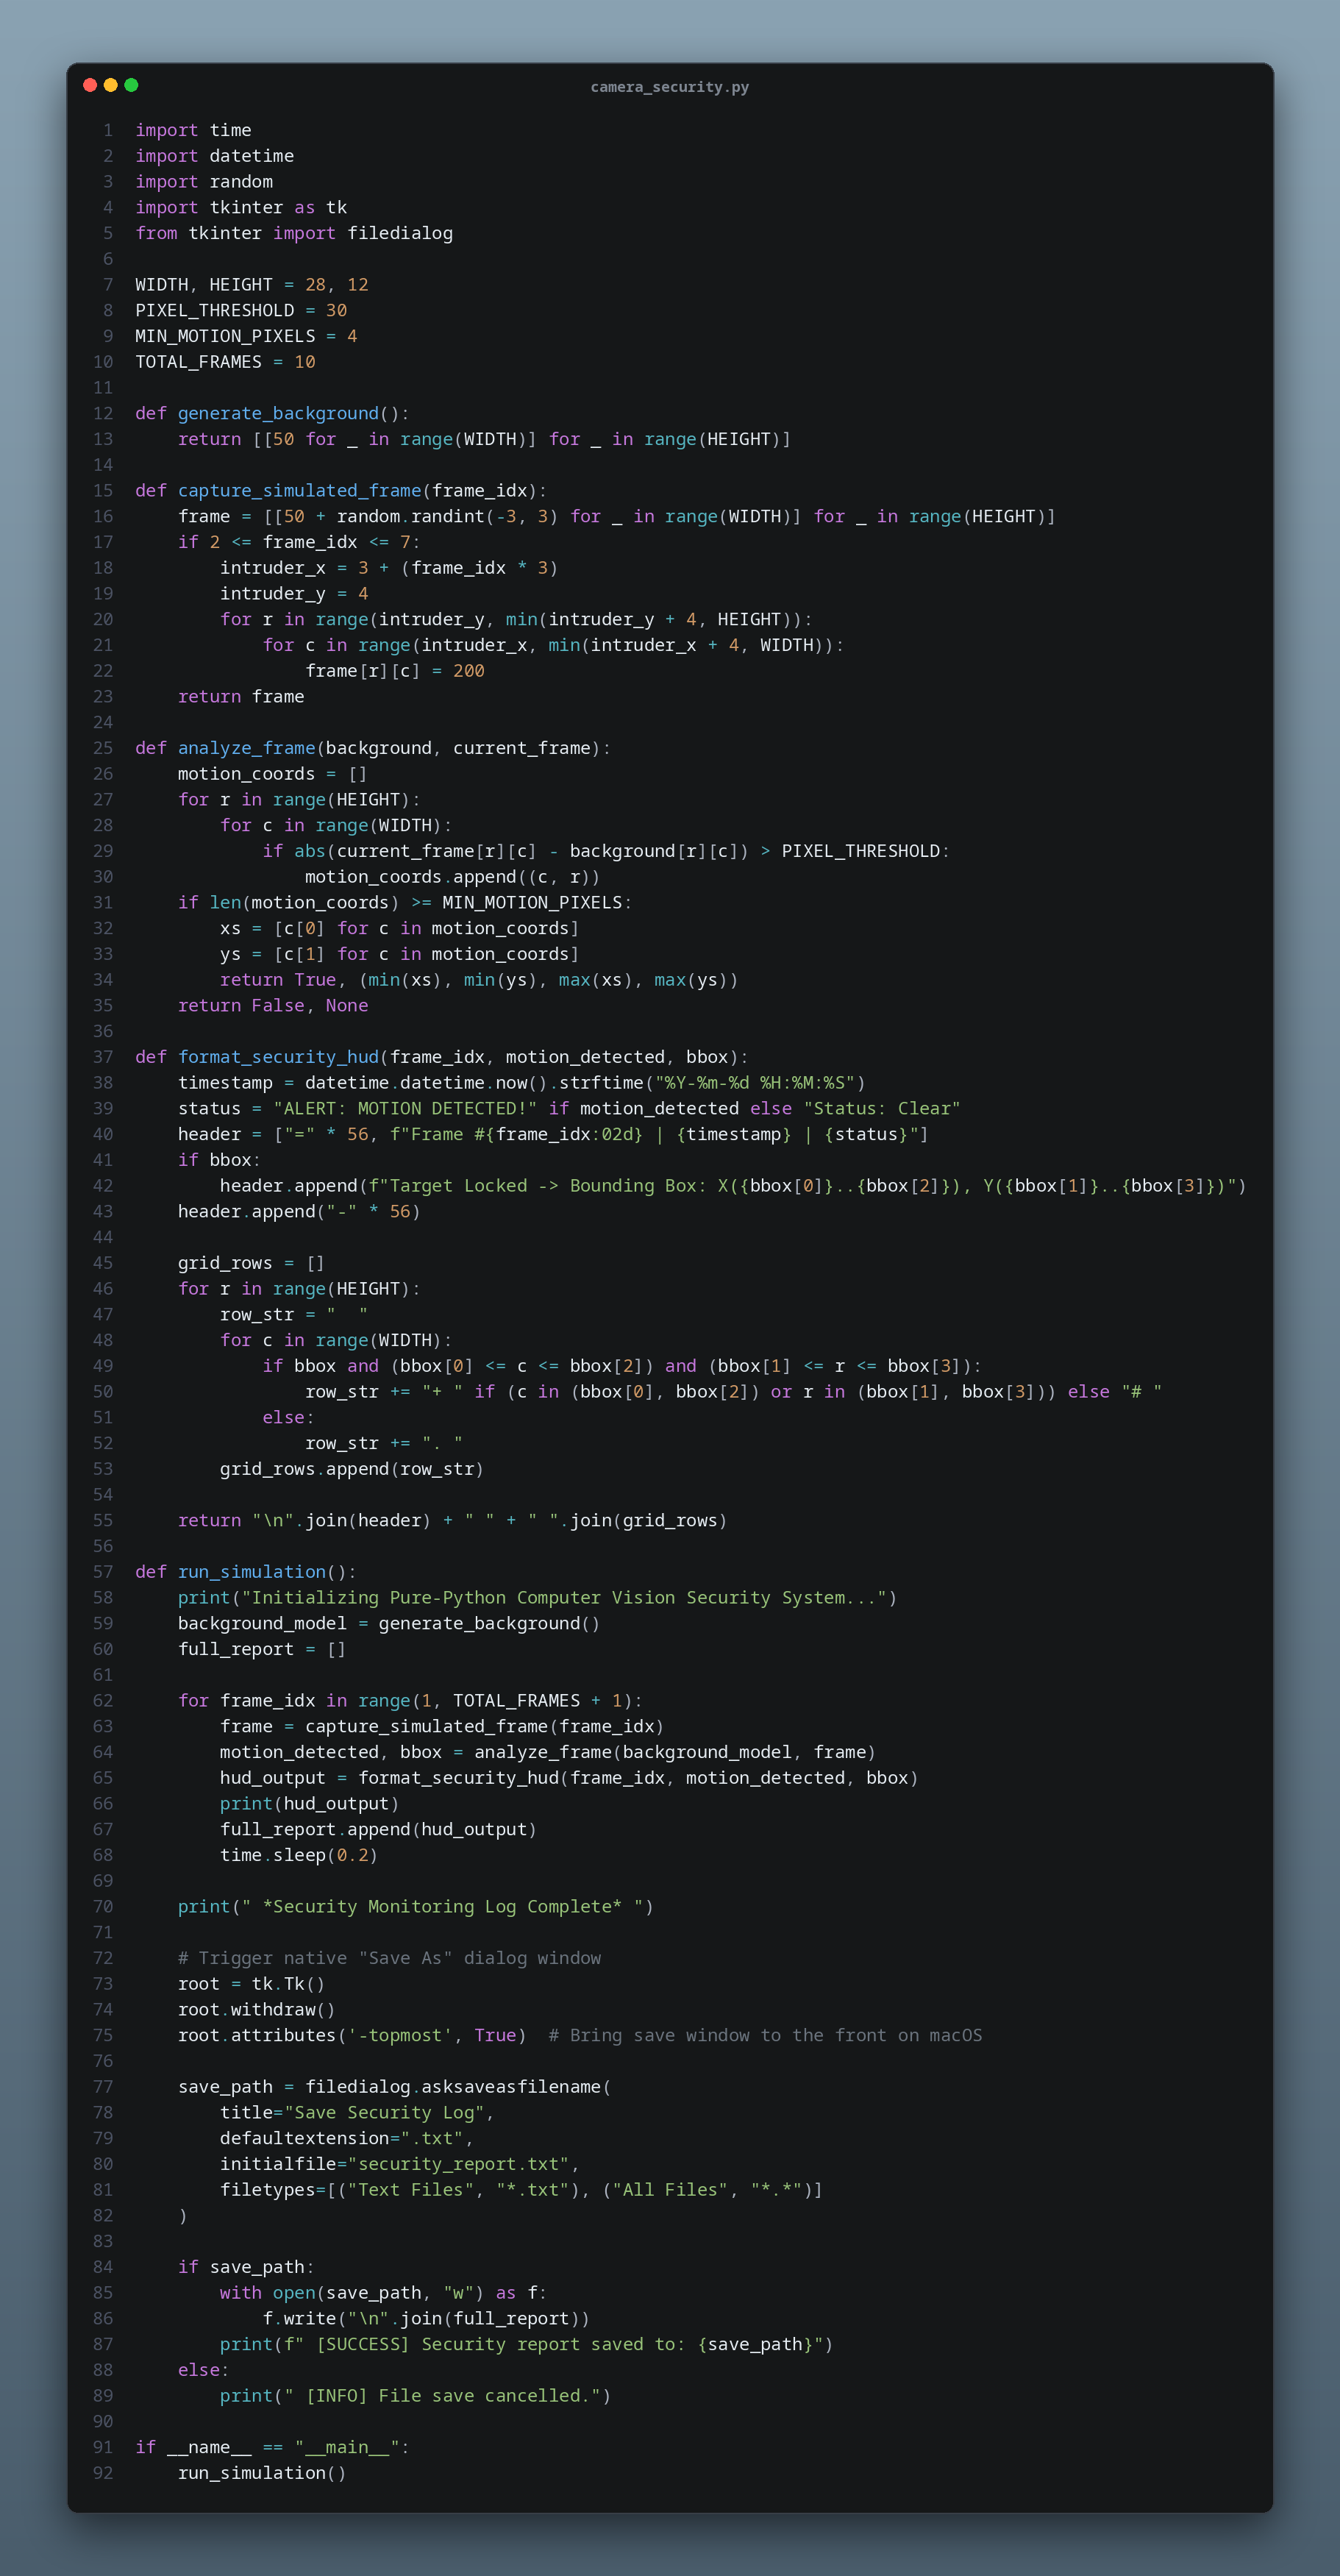 camera_security.py
1 import time
2 import datetime
3 import random
4 import tkinter as tk
5 from tkinter import filedialog
6
7 WIDTH, HEIGHT = 28, 12
8 PIXEL_THRESHOLD = 30
9 MIN_MOTION_PIXELS = 4
10 TOTAL_FRAMES = 10
11
12 def generate_background():
13     return [[50 for _ in range(WIDTH)] for _ in range(HEIGHT)]
14
15 def capture_simulated_frame(frame_idx):
16     frame = [[50 + random.randint(-3, 3) for _ in range(WIDTH)] for _ in range(HEIGHT)]
17     if 2 <= frame_idx <= 7:
18         intruder_x = 3 + (frame_idx * 3)
19         intruder_y = 4
20         for r in range(intruder_y, min(intruder_y + 4, HEIGHT)):
21             for c in range(intruder_x, min(intruder_x + 4, WIDTH)):
22                 frame[r][c] = 200
23     return frame
24
25 def analyze_frame(background, current_frame):
26     motion_coords = []
27     for r in range(HEIGHT):
28         for c in range(WIDTH):
29             if abs(current_frame[r][c] - background[r][c]) > PIXEL_THRESHOLD:
30                 motion_coords.append((c, r))
31     if len(motion_coords) >= MIN_MOTION_PIXELS:
32         xs = [c[0] for c in motion_coords]
33         ys = [c[1] for c in motion_coords]
34         return True, (min(xs), min(ys), max(xs), max(ys))
35     return False, None
36
37 def format_security_hud(frame_idx, motion_detected, bbox):
38     timestamp = datetime.datetime.now().strftime("%Y-%m-%d %H:%M:%S")
39     status = "ALERT: MOTION DETECTED!" if motion_detected else "Status: Clear"
40     header = ["=" * 56, f"Frame #{frame_idx:02d} | {timestamp} | {status}"]
41     if bbox:
42         header.append(f"Target Locked -> Bounding Box: X({bbox[0]}..{bbox[2]}), Y({bbox[1]}..{bbox[3]})")
43     header.append("-" * 56)
44
45     grid_rows = []
46     for r in range(HEIGHT):
47         row_str = "  "
48         for c in range(WIDTH):
49             if bbox and (bbox[0] <= c <= bbox[2]) and (bbox[1] <= r <= bbox[3]):
50                 row_str += "+ " if (c in (bbox[0], bbox[2]) or r in (bbox[1], bbox[3])) else "# "
51             else:
52                 row_str += ". "
53         grid_rows.append(row_str)
54
55     return "\n".join(header) + " " + " ".join(grid_rows)
56
57 def run_simulation():
58     print("Initializing Pure-Python Computer Vision Security System...")
59     background_model = generate_background()
60     full_report = []
61
62     for frame_idx in range(1, TOTAL_FRAMES + 1):
63         frame = capture_simulated_frame(frame_idx)
64         motion_detected, bbox = analyze_frame(background_model, frame)
65         hud_output = format_security_hud(frame_idx, motion_detected, bbox)
66         print(hud_output)
67         full_report.append(hud_output)
68         time.sleep(0.2)
69
70     print(" *Security Monitoring Log Complete* ")
71
72     # Trigger native "Save As" dialog window
73     root = tk.Tk()
74     root.withdraw()
75     root.attributes('-topmost', True)  # Bring save window to the front on macOS
76
77     save_path = filedialog.asksaveasfilename(
78         title="Save Security Log",
79         defaultextension=".txt",
80         initialfile="security_report.txt",
81         filetypes=[("Text Files", "*.txt"), ("All Files", "*.*")]
82     )
83
84     if save_path:
85         with open(save_path, "w") as f:
86             f.write("\n".join(full_report))
87         print(f" [SUCCESS] Security report saved to: {save_path}")
88     else:
89         print(" [INFO] File save cancelled.")
90
91 if __name__ == "__main__":
92     run_simulation()